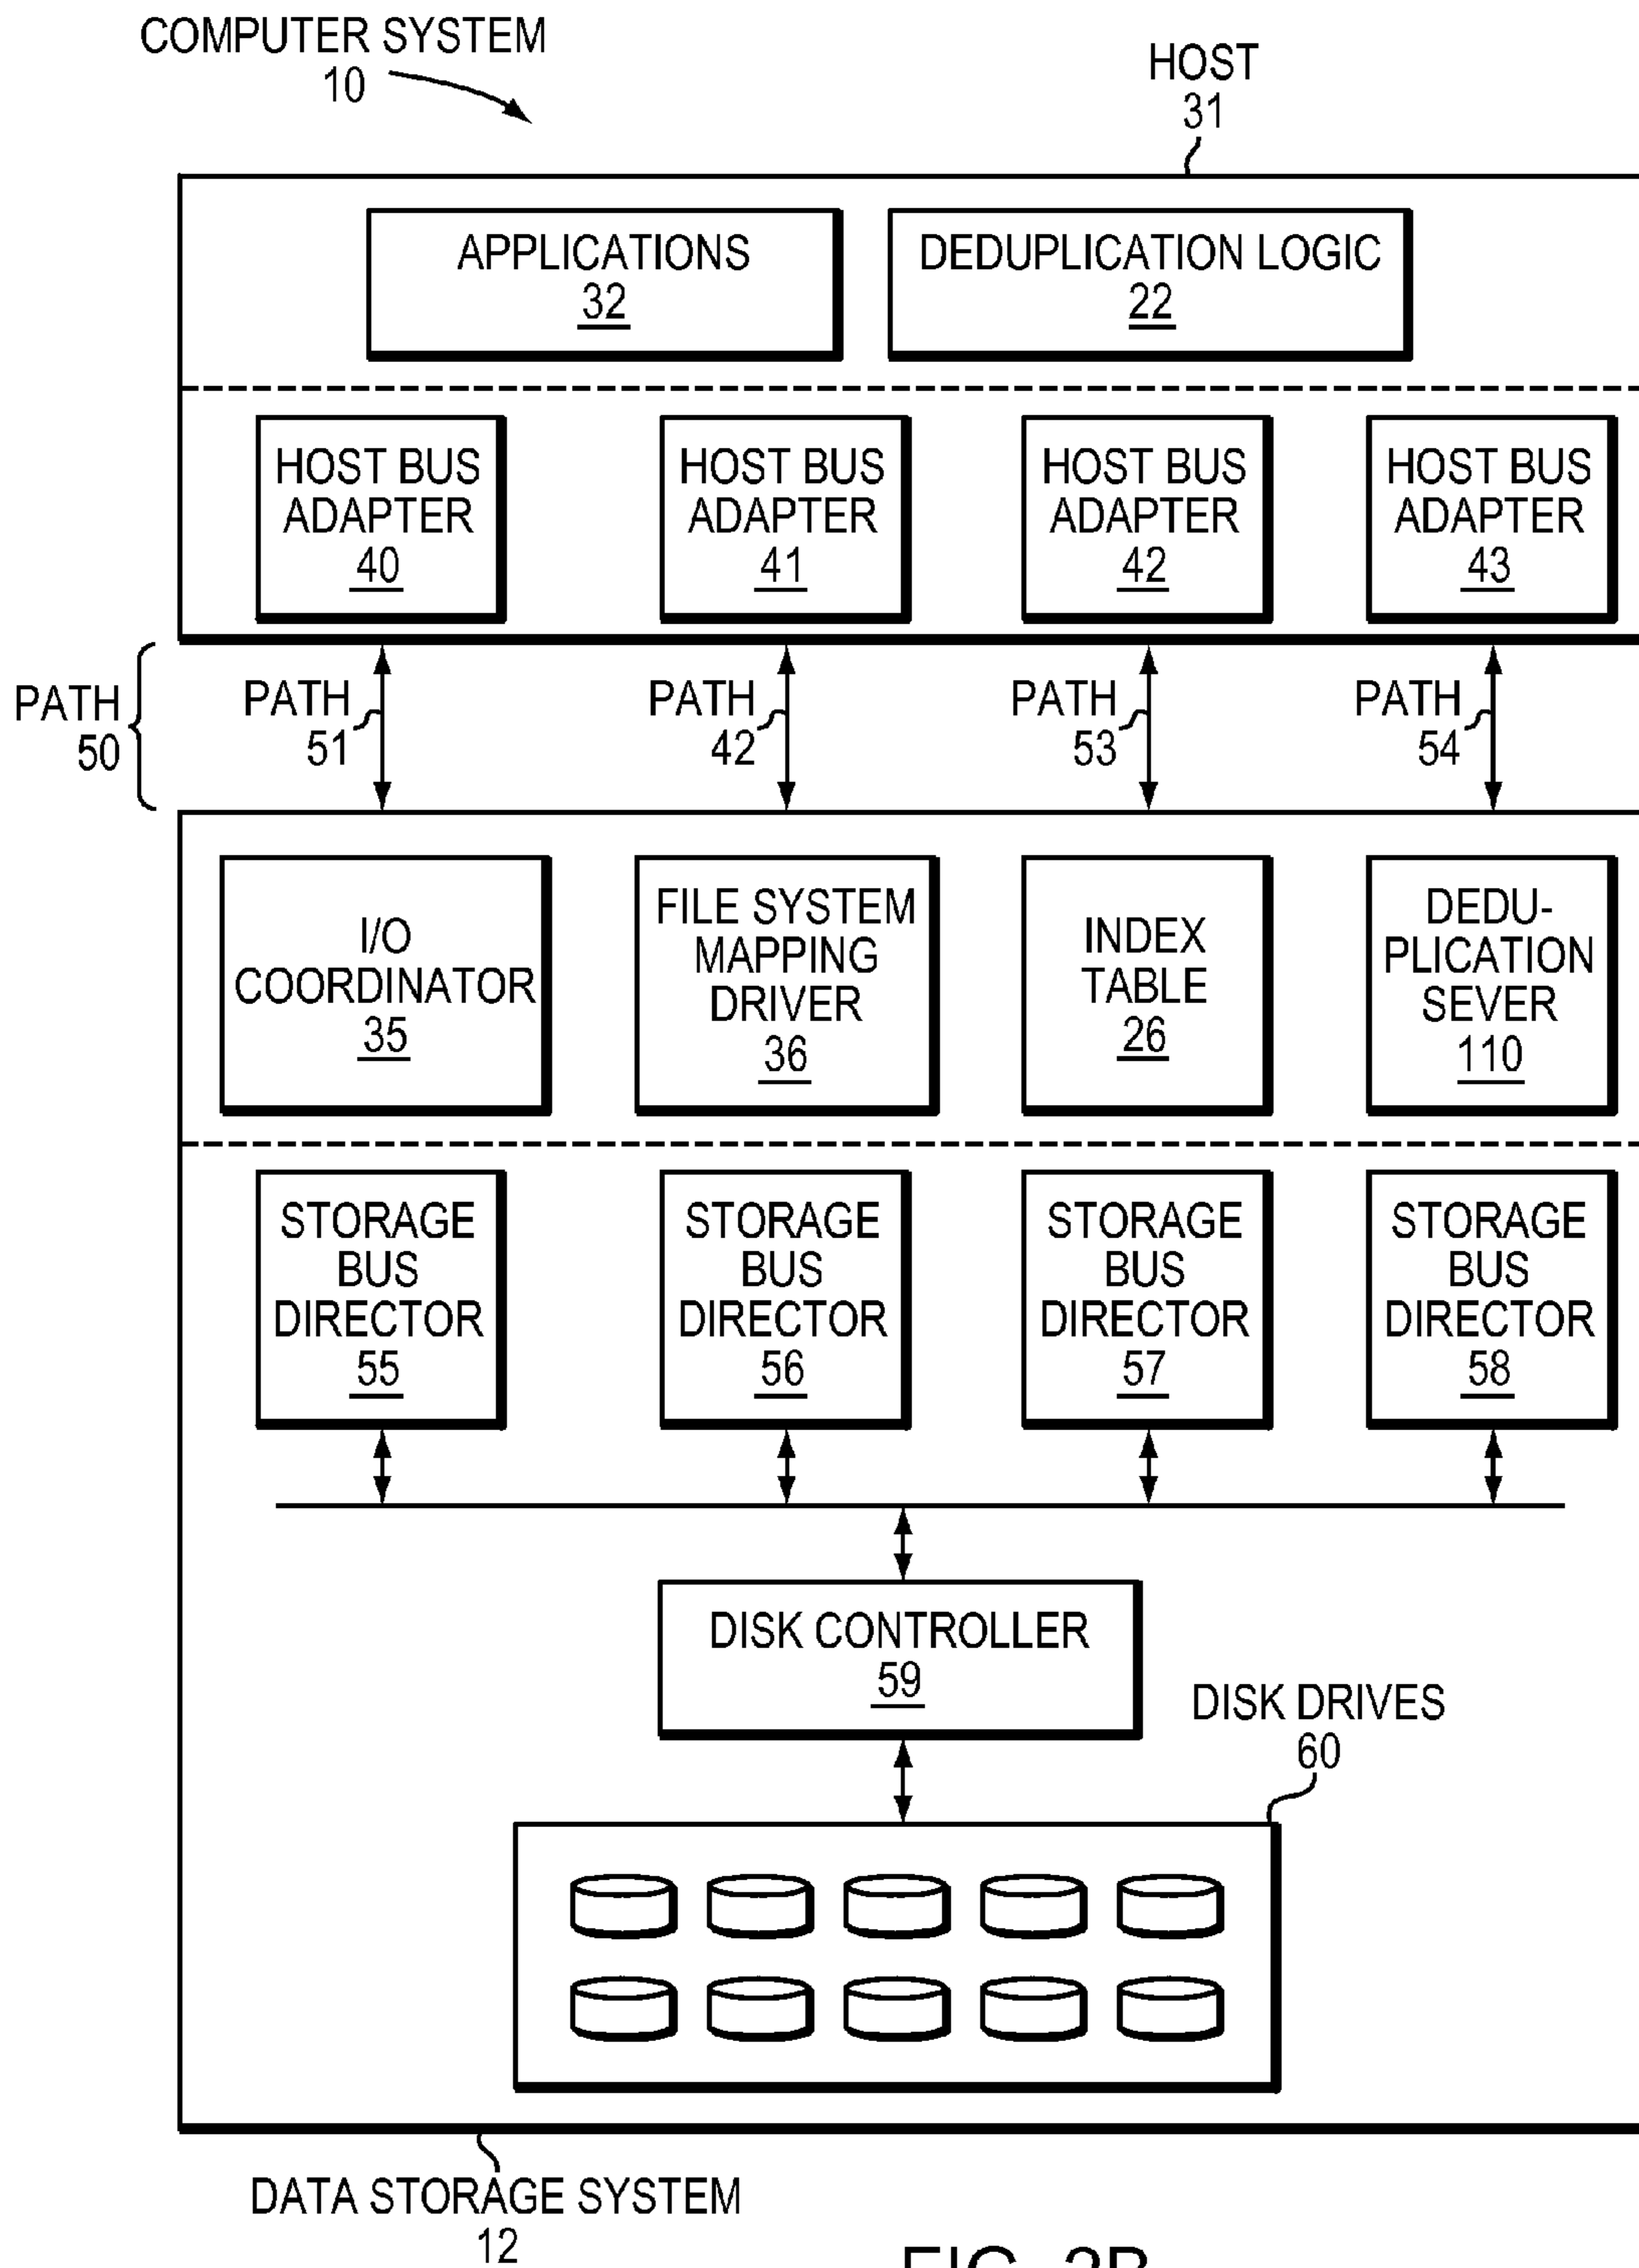 COMPUTER SYSTEM
10
HOST
31
APPLICATIONS
32
DEDUPLICATION LOGIC
22
HOST BUS
ADAPTER
40
HOST BUS
ADAPTER
41
HOST BUS
ADAPTER
42
HOST BUS
ADAPTER
43
PATH
50
PATH
51
PATH
42
PATH
53
PATH
54
I/O
COORDINATOR
35
FILE SYSTEM
MAPPING
DRIVER
36
INDEX
TABLE
26
DEDU-
PLICATION
SEVER
110
STORAGE
BUS
DIRECTOR
55
STORAGE
BUS
DIRECTOR
56
STORAGE
BUS
DIRECTOR
57
STORAGE
BUS
DIRECTOR
58
DISK CONTROLLER
59
DISK DRIVES
60
DATA STORAGE SYSTEM
12
FIG. 2B